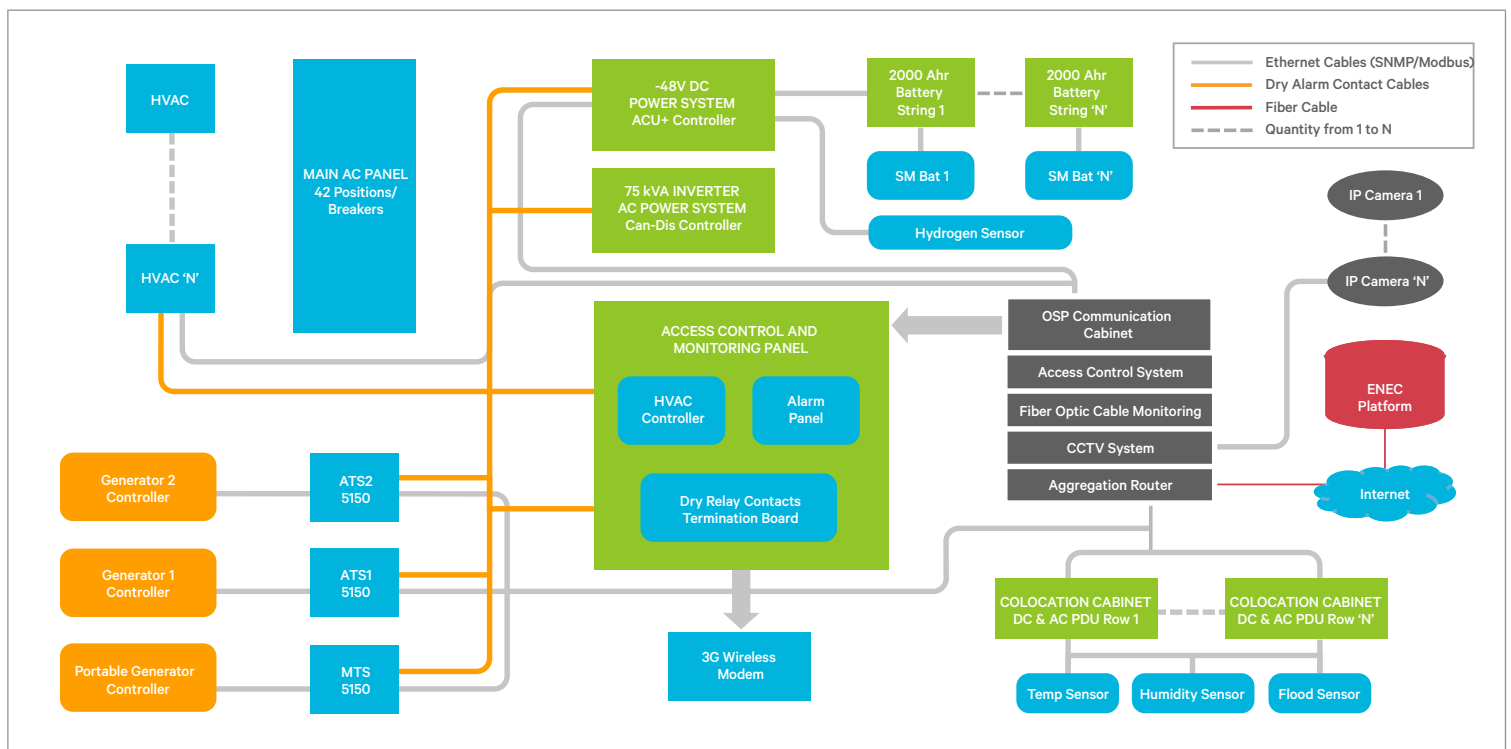 HVAC
HVAC ‘N’
MAIN AC PANEL
42 Positions/
Breakers
-48V DC
POWER SYSTEM
ACU+ Controller
75 kVA INVERTER
AC POWER SYSTEM
Can-Dis Controller
2000 Ahr
Battery
String 1
2000 Ahr
Battery
String ‘N’
SM Bat 1
SM Bat ‘N’
Hydrogen Sensor
Ethernet Cables (SNMP/Modbus)
Dry Alarm Contact Cables
Fiber Cable
Quantity from 1 to N
IP Camera 1
IP Camera ‘N’
ACCESS CONTROL AND
MONITORING PANEL
HVAC
Controller
Alarm
Panel
Dry Relay Contacts
Termination Board
OSP Communication
Cabinet
Access Control System
Fiber Optic Cable Monitoring
CCTV System
Aggregation Router
ENEC
Platform
Internet
Generator 2
Controller
ATS2
5150
Generator 1
Controller
ATS1
5150
Portable Generator
Controller
MTS
5150
3G Wireless
Modem
COLOCATION CABINET
DC & AC PDU Row 1
COLOCATION CABINET
DC & AC PDU Row ‘N’
Temp Sensor
Humidity Sensor
Flood Sensor